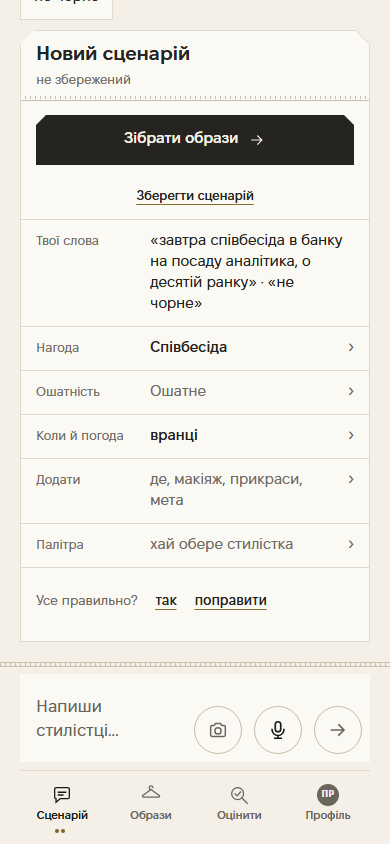 Новий сценарій
не збережений
Зібрати образи →
Зберегти сценарій
Твої слова
«завтра співбесіда в банку
на посаду аналітика, о
десятій ранку» · «не
чорне»
Нагода
Співбесіда
Ошатність
Ошатне
Коли й погода
вранці
Додати
де, макіяж, прикраси,
мета
Палітра
хай обере стилістка
Усе правильно? так поправити
Напиши
стилістці...
Сценарій
Образи
Оцінити
ПР
Профіль